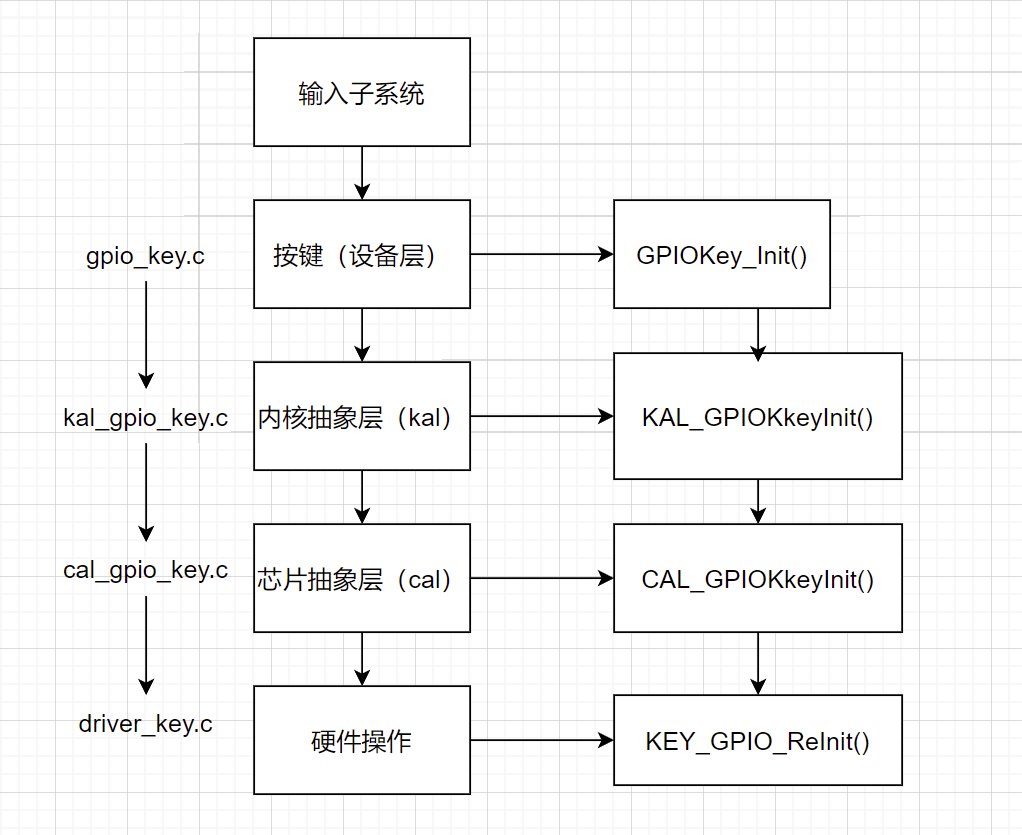 输入子系统
gpio_key.c
按键（设备层）
GPIOKey_Init()
kal_gpio_key.c
内核抽象层（kal）
KAL_GPIOKkeyInit()
cal_gpio_key.c
芯片抽象层（cal）
CAL_GPIOKkeyInit()
driver_key.c
硬件操作
KEY_GPIO_ReInit()